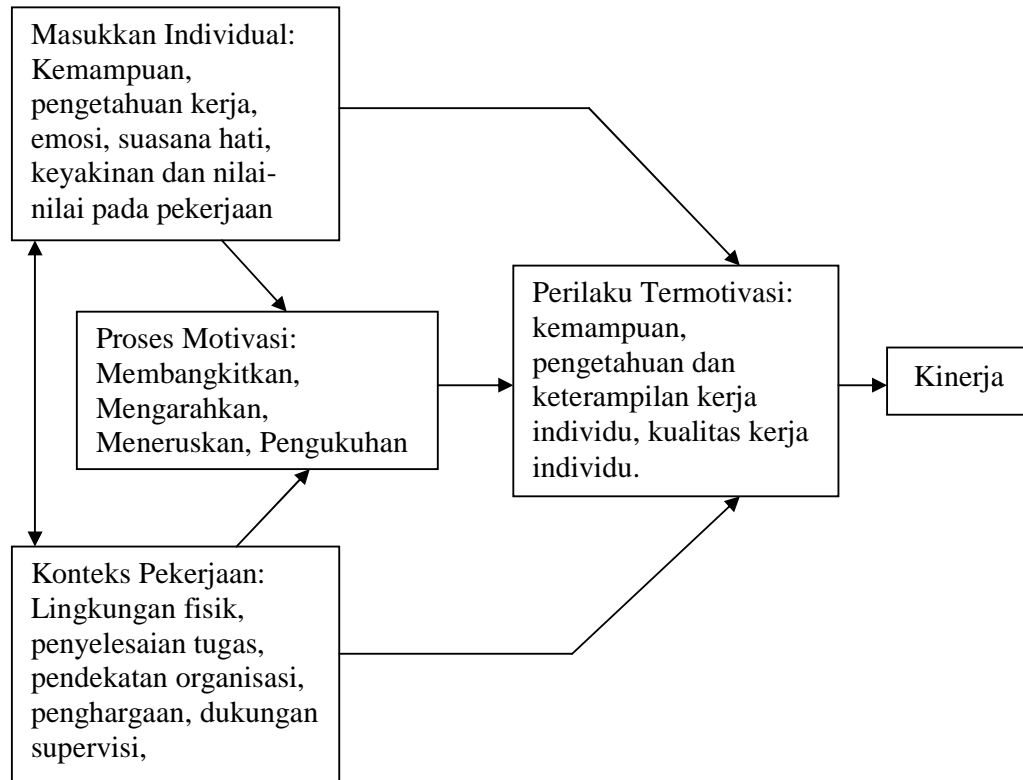 Masukkan Individual:
Kemampuan,
pengetahuan kerja,
emosi, suasana hati,
keyakinan dan nilai-
nilai pada pekerjaan
Proses Motivasi:
Membangkitkan,
Mengarahkan,
Meneruskan, Pengukuhan
Konteks Pekerjaan:
Lingkungan fisik,
penyelesaian tugas,
pendekatan organisasi,
penghargaan, dukungan
supervisi,
Perilaku Termotivasi:
kemampuan,
pengetahuan dan
keterampilan kerja
individu, kualitas kerja
individu.
Kinerja